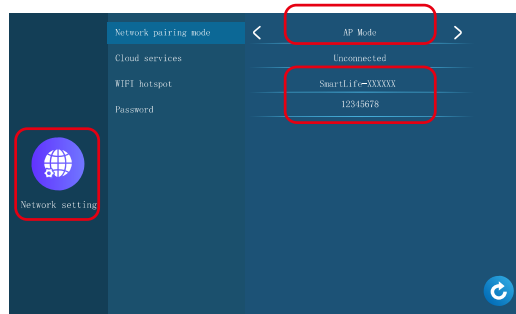 Network pairing mode
AP Mode
Cloud services
Unconnected
WIFI hotspot
SmartLife-XXXXXX
Password
12345678
Network setting